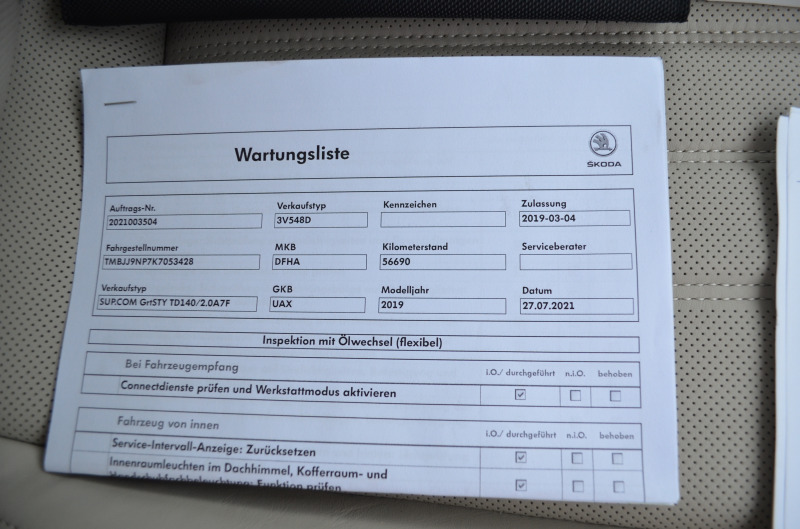 Wartungsliste
ŠKODA
Auftrags-Nr. Verkaufstyp Kennzeichen Zulassung
2021003504 3V548D 2019-03-04
Fahrgestellnummer MKB Kilometerstand Serviceberater
TMBJJ9NP7K7053428 DFHA 56690
Verkaufstyp GKB Modelljahr Datum
SUP.COM GrtSTY TD140/2.0A7F UAX 2019 27.07.2021
Inspektion mit Ölwechsel (flexibel)
Bei Fahrzeugempfang i.O./ durchgeführt n.i.O. behoben
Connectdienste prüfen und Werkstattmodus aktivieren
Fahrzeug von innen i.O./ durchgeführt n.i.O. behoben
Service-Intervall-Anzeige: Zurücksetzen
Innenraumleuchten im Dachhimmel, Kofferraum- und
Handschuhfachbeleuchtung: Funktion prüfen